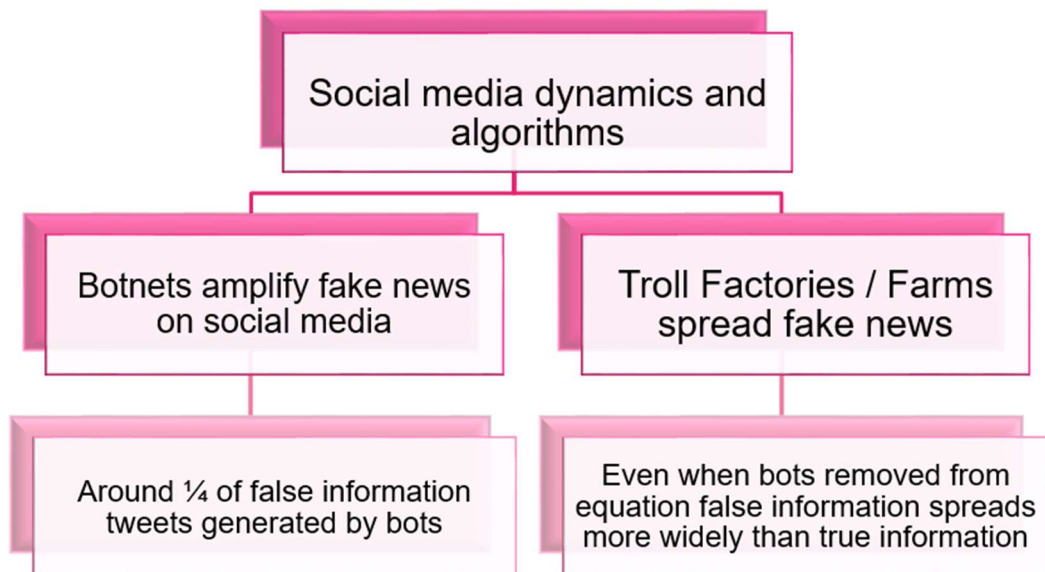 Social media dynamics and
algorithms
Botnets amplify fake news
on social media
Troll Factories / Farms
spread fake news
Around ¼ of false information
tweets generated by bots
Even when bots removed from
equation false information spreads
more widely than true information